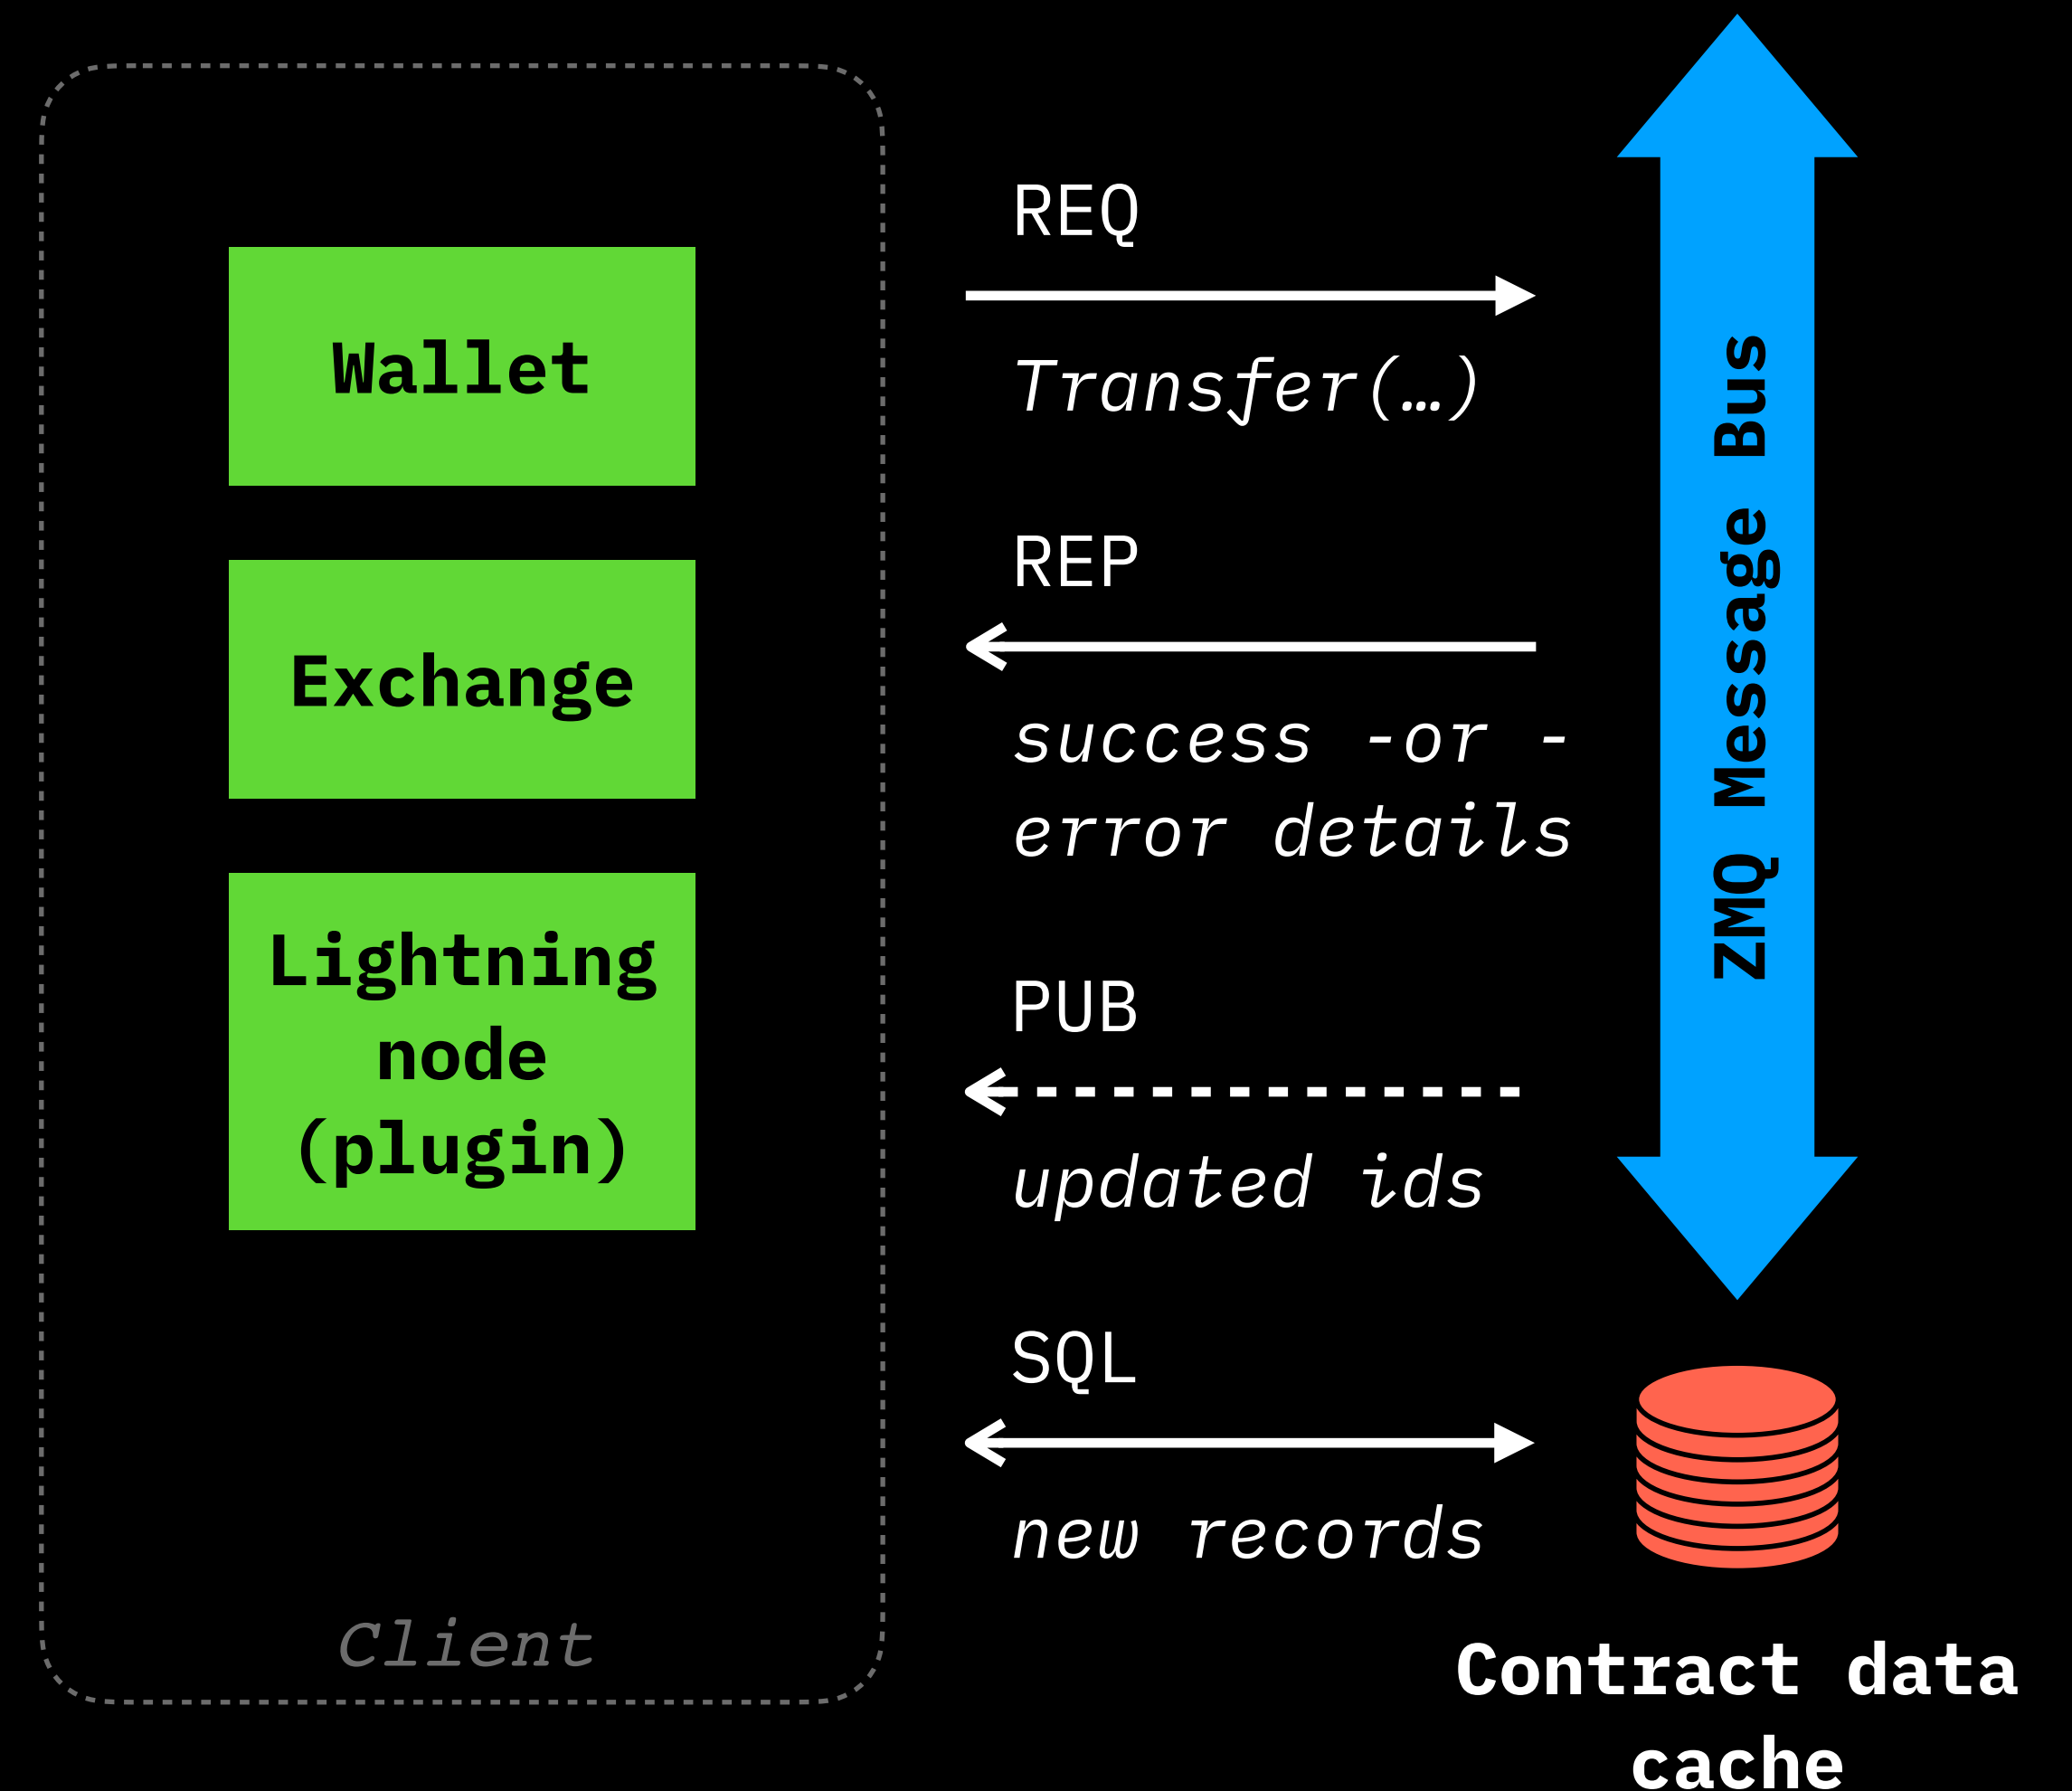 Wallet
Exchange
Lightning
node
(plugin)
Client
REQ
Transfer(…)
REP
success -or -
error details
PUB
updated ids
SQL
new records
ZMQ Message Bus
Contract data
cache